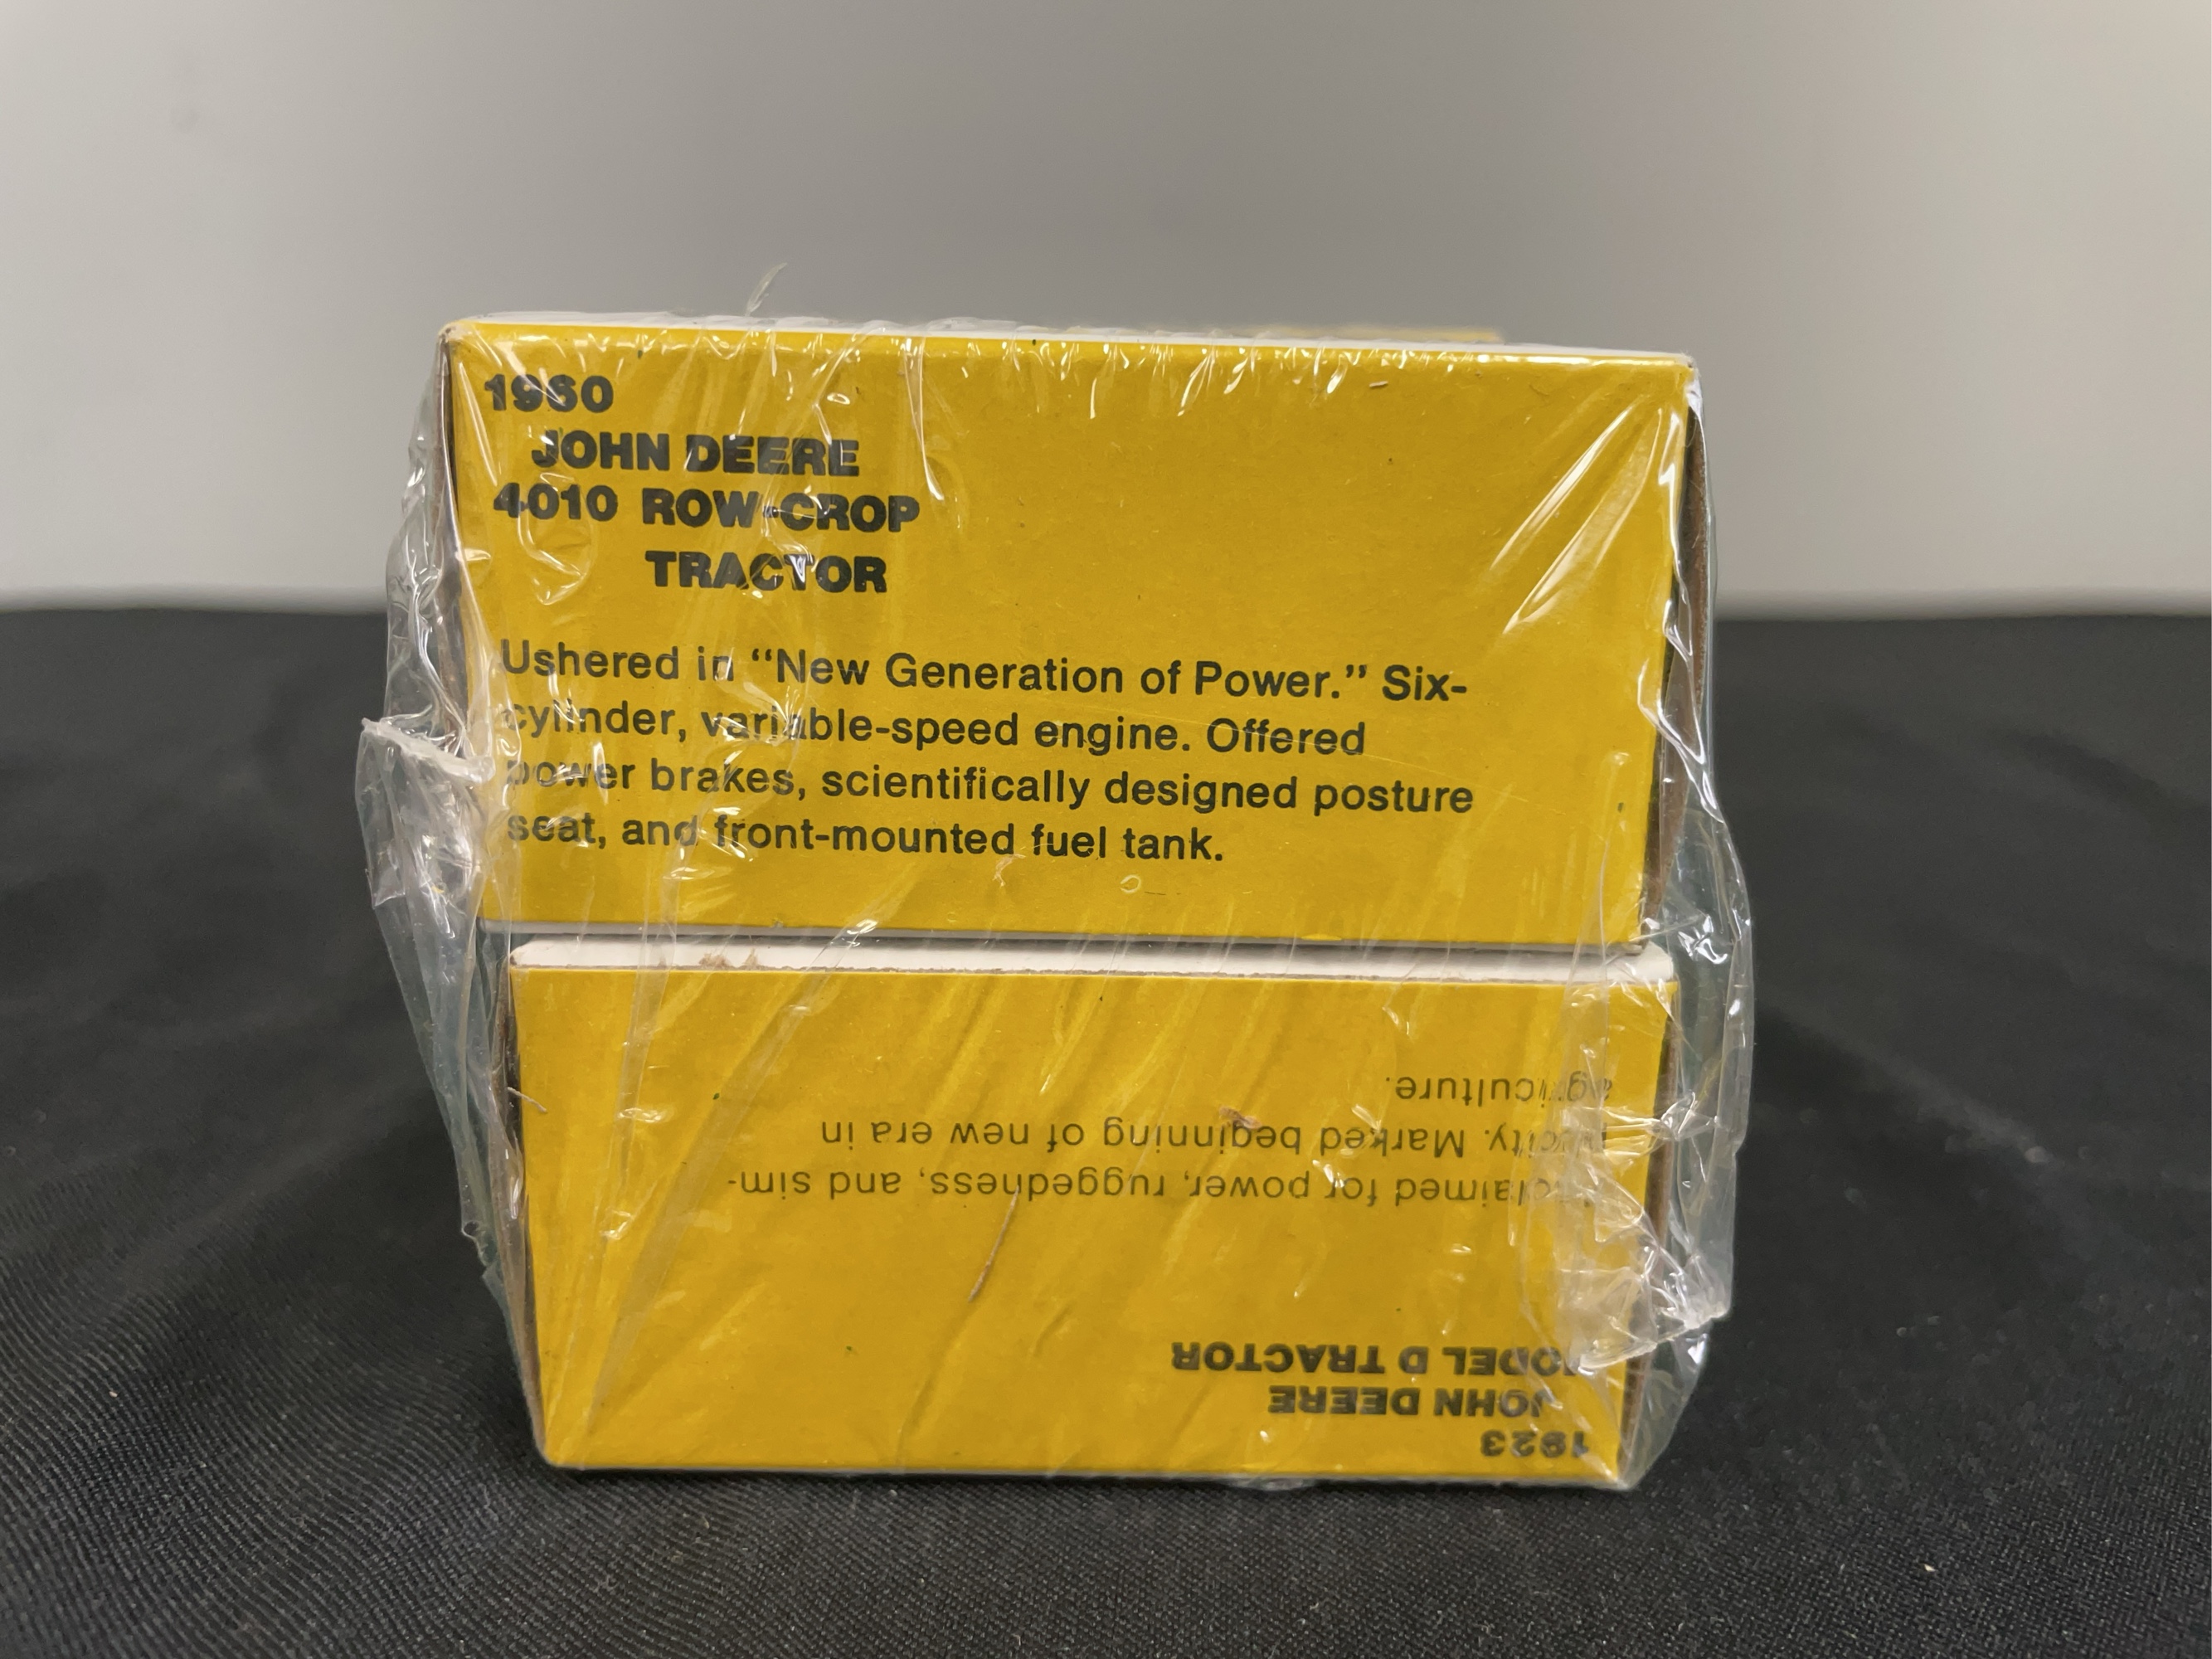 1960
JOHN DEERE
4010 ROW-CROP
TRACTOR
Ushered in “New Generation of Power.” Six-
cylinder, variable-speed engine. Offered
power brakes, scientifically designed posture
seat, and front-mounted fuel tank.
1923
JOHN DEERE
MODEL D TRACTOR
Acclaimed for power, ruggedness, and sim-
plicity. Marked beginning of new era in
agriculture.